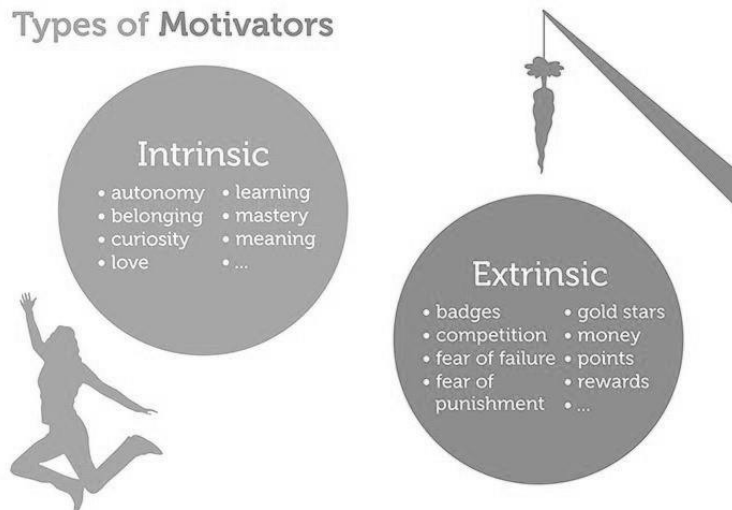 Types of Motivators
Intrinsic
• autonomy
• belonging
• curiosity
• love
• learning
• mastery
• meaning
• ...
Extrinsic
• badges
• competition
• fear of failure
• fear of
punishment
• gold stars
• money
• points
• rewards
• ...